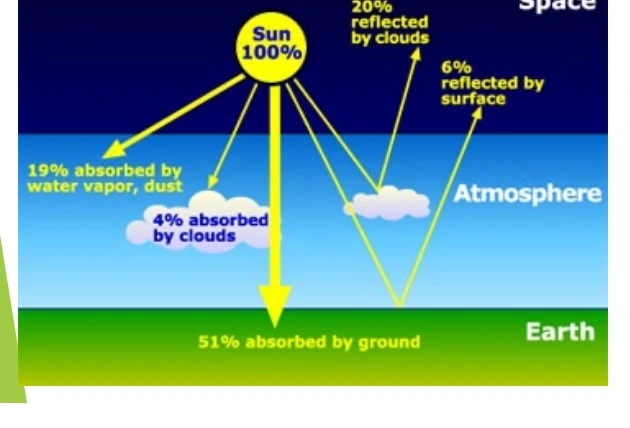 Space
20%
reflected
by clouds
Sun
100%
6%
reflected by
surface
19% absorbed by
water vapor, dust
Atmosphere
4% absorbed
by clouds
Earth
51% absorbed by ground